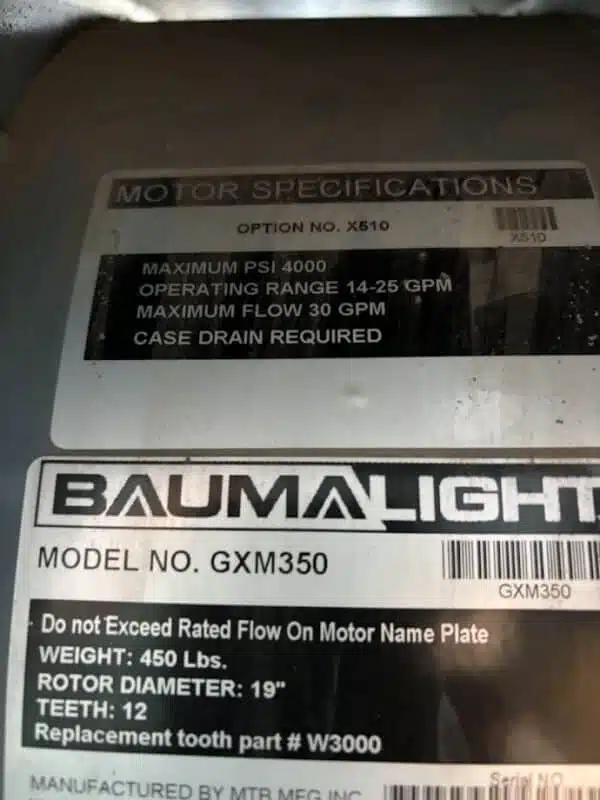 MOTOR SPECIFICATIONS
OPTION NO. X510
X510
MAXIMUM PSI 4000
OPERATING RANGE 14-25 GPM
MAXIMUM FLOW 30 GPM
CASE DRAIN REQUIRED
BAUMALIGHT
MODEL NO. GXM350
GXM350
Do not Exceed Rated Flow On Motor Name Plate
WEIGHT: 450 Lbs.
ROTOR DIAMETER: 19"
TEETH: 12
Replacement tooth part # W3000
Serial NO
MANUFACTURED BY MTB MFG INC